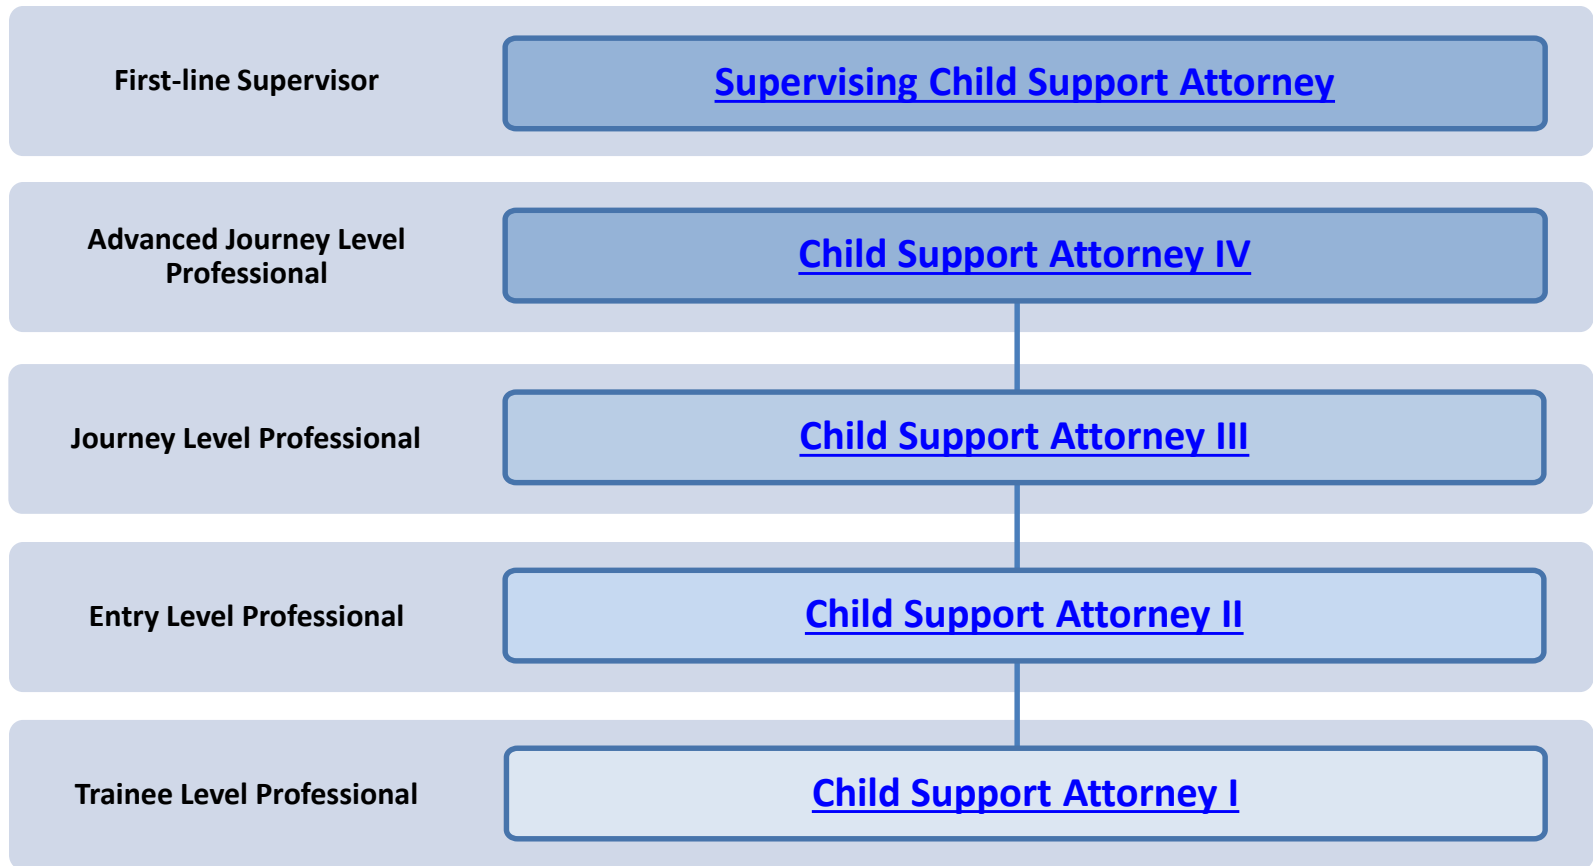 First-line Supervisor
Supervising Child Support Attorney
Advanced Journey Level
Professional
Child Support Attorney IV
Journey Level Professional
Child Support Attorney III
Entry Level Professional
Child Support Attorney II
Trainee Level Professional
Child Support Attorney I